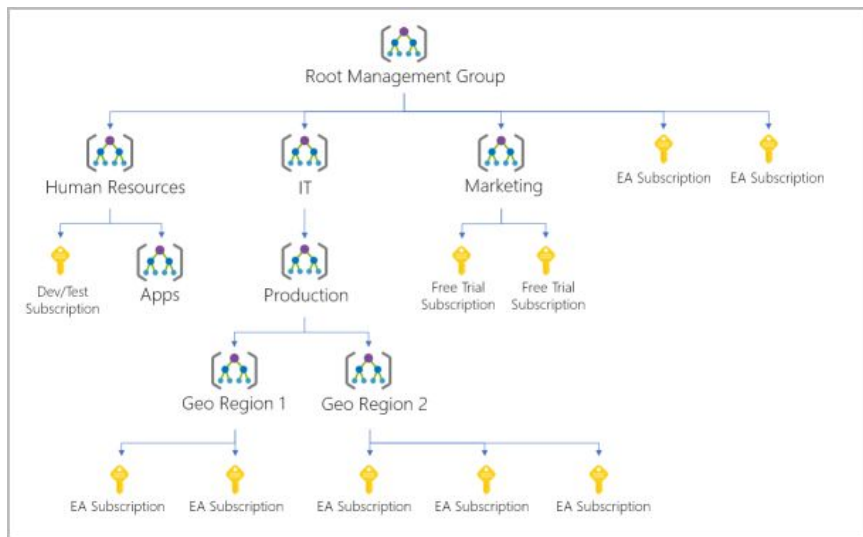 Root Management Group
Human Resources
IT
Marketing
EA Subscription
EA Subscription
Dev/Test
Subscription
Apps
Production
Free Trial
Subscription
Free Trial
Subscription
Geo Region 1
Geo Region 2
EA Subscription
EA Subscription
EA Subscription
EA Subscription
EA Subscription